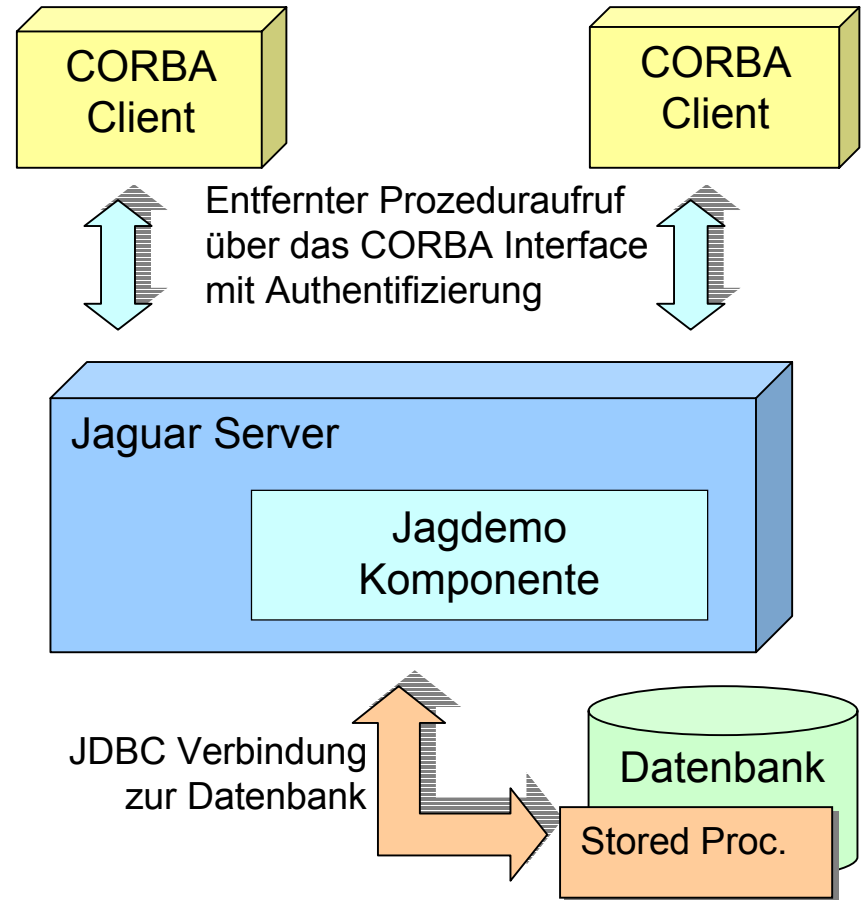 CORBA
Client
CORBA
Client
Entfernter Prozeduraufruf
über das CORBA Interface
mit Authentifizierung
Jaguar Server
Jagdemo
Komponente
JDBC Verbindung
zur Datenbank
Datenbank
Stored Proc.